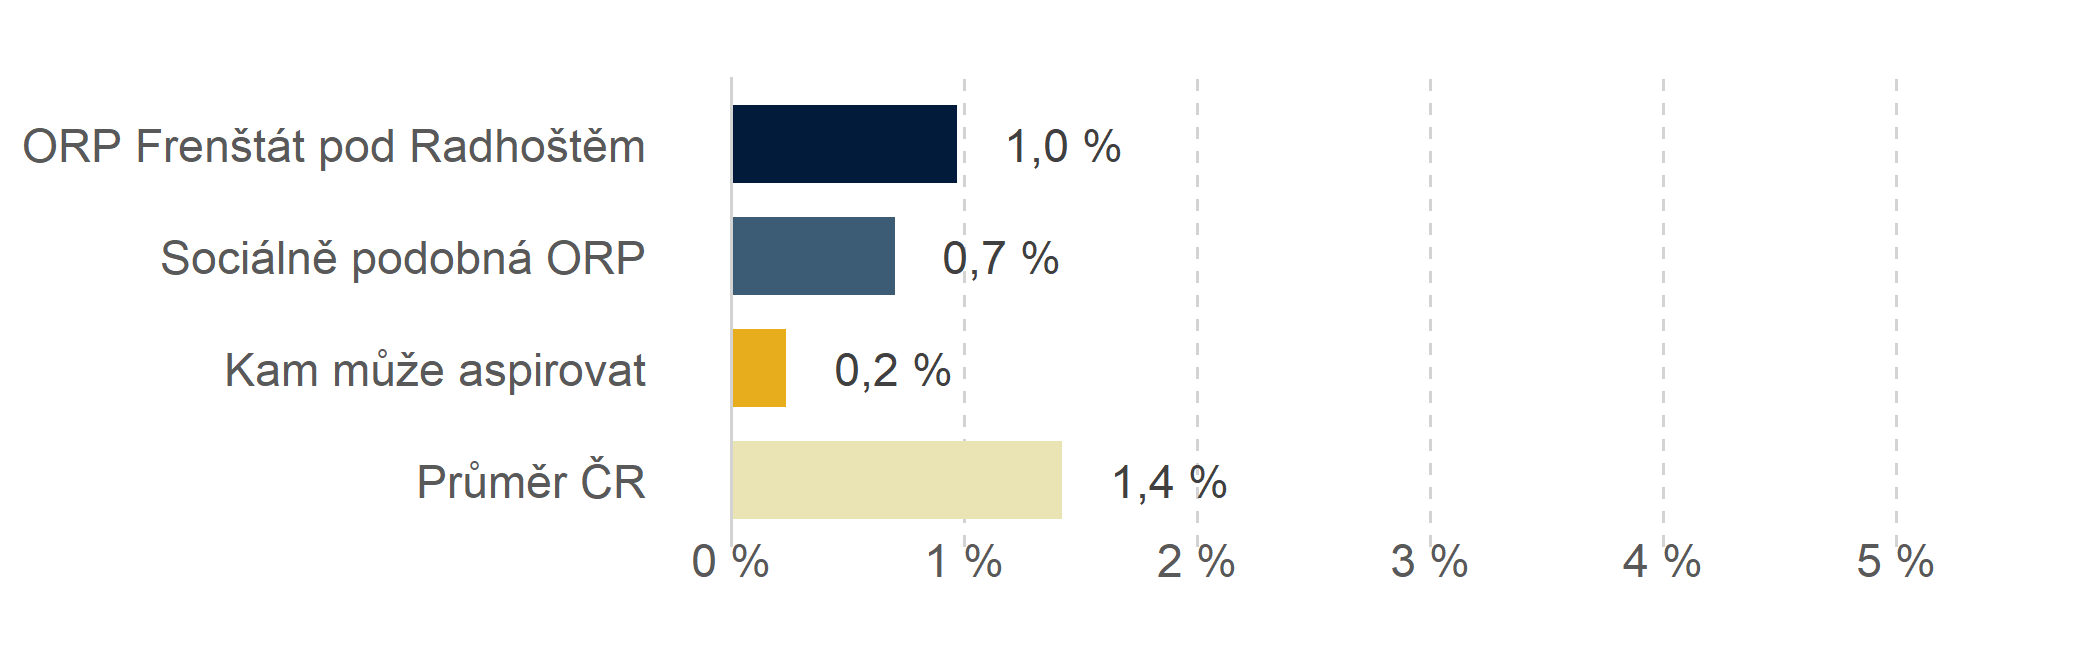 ORP Frenštát pod Radhoštěm 1,0 %
Sociálně podobná ORP 0,7 %
Kam může aspirovat 0,2 %
Průměr ČR 1,4 %
0 % 1 % 2 % 3 % 4 % 5 %